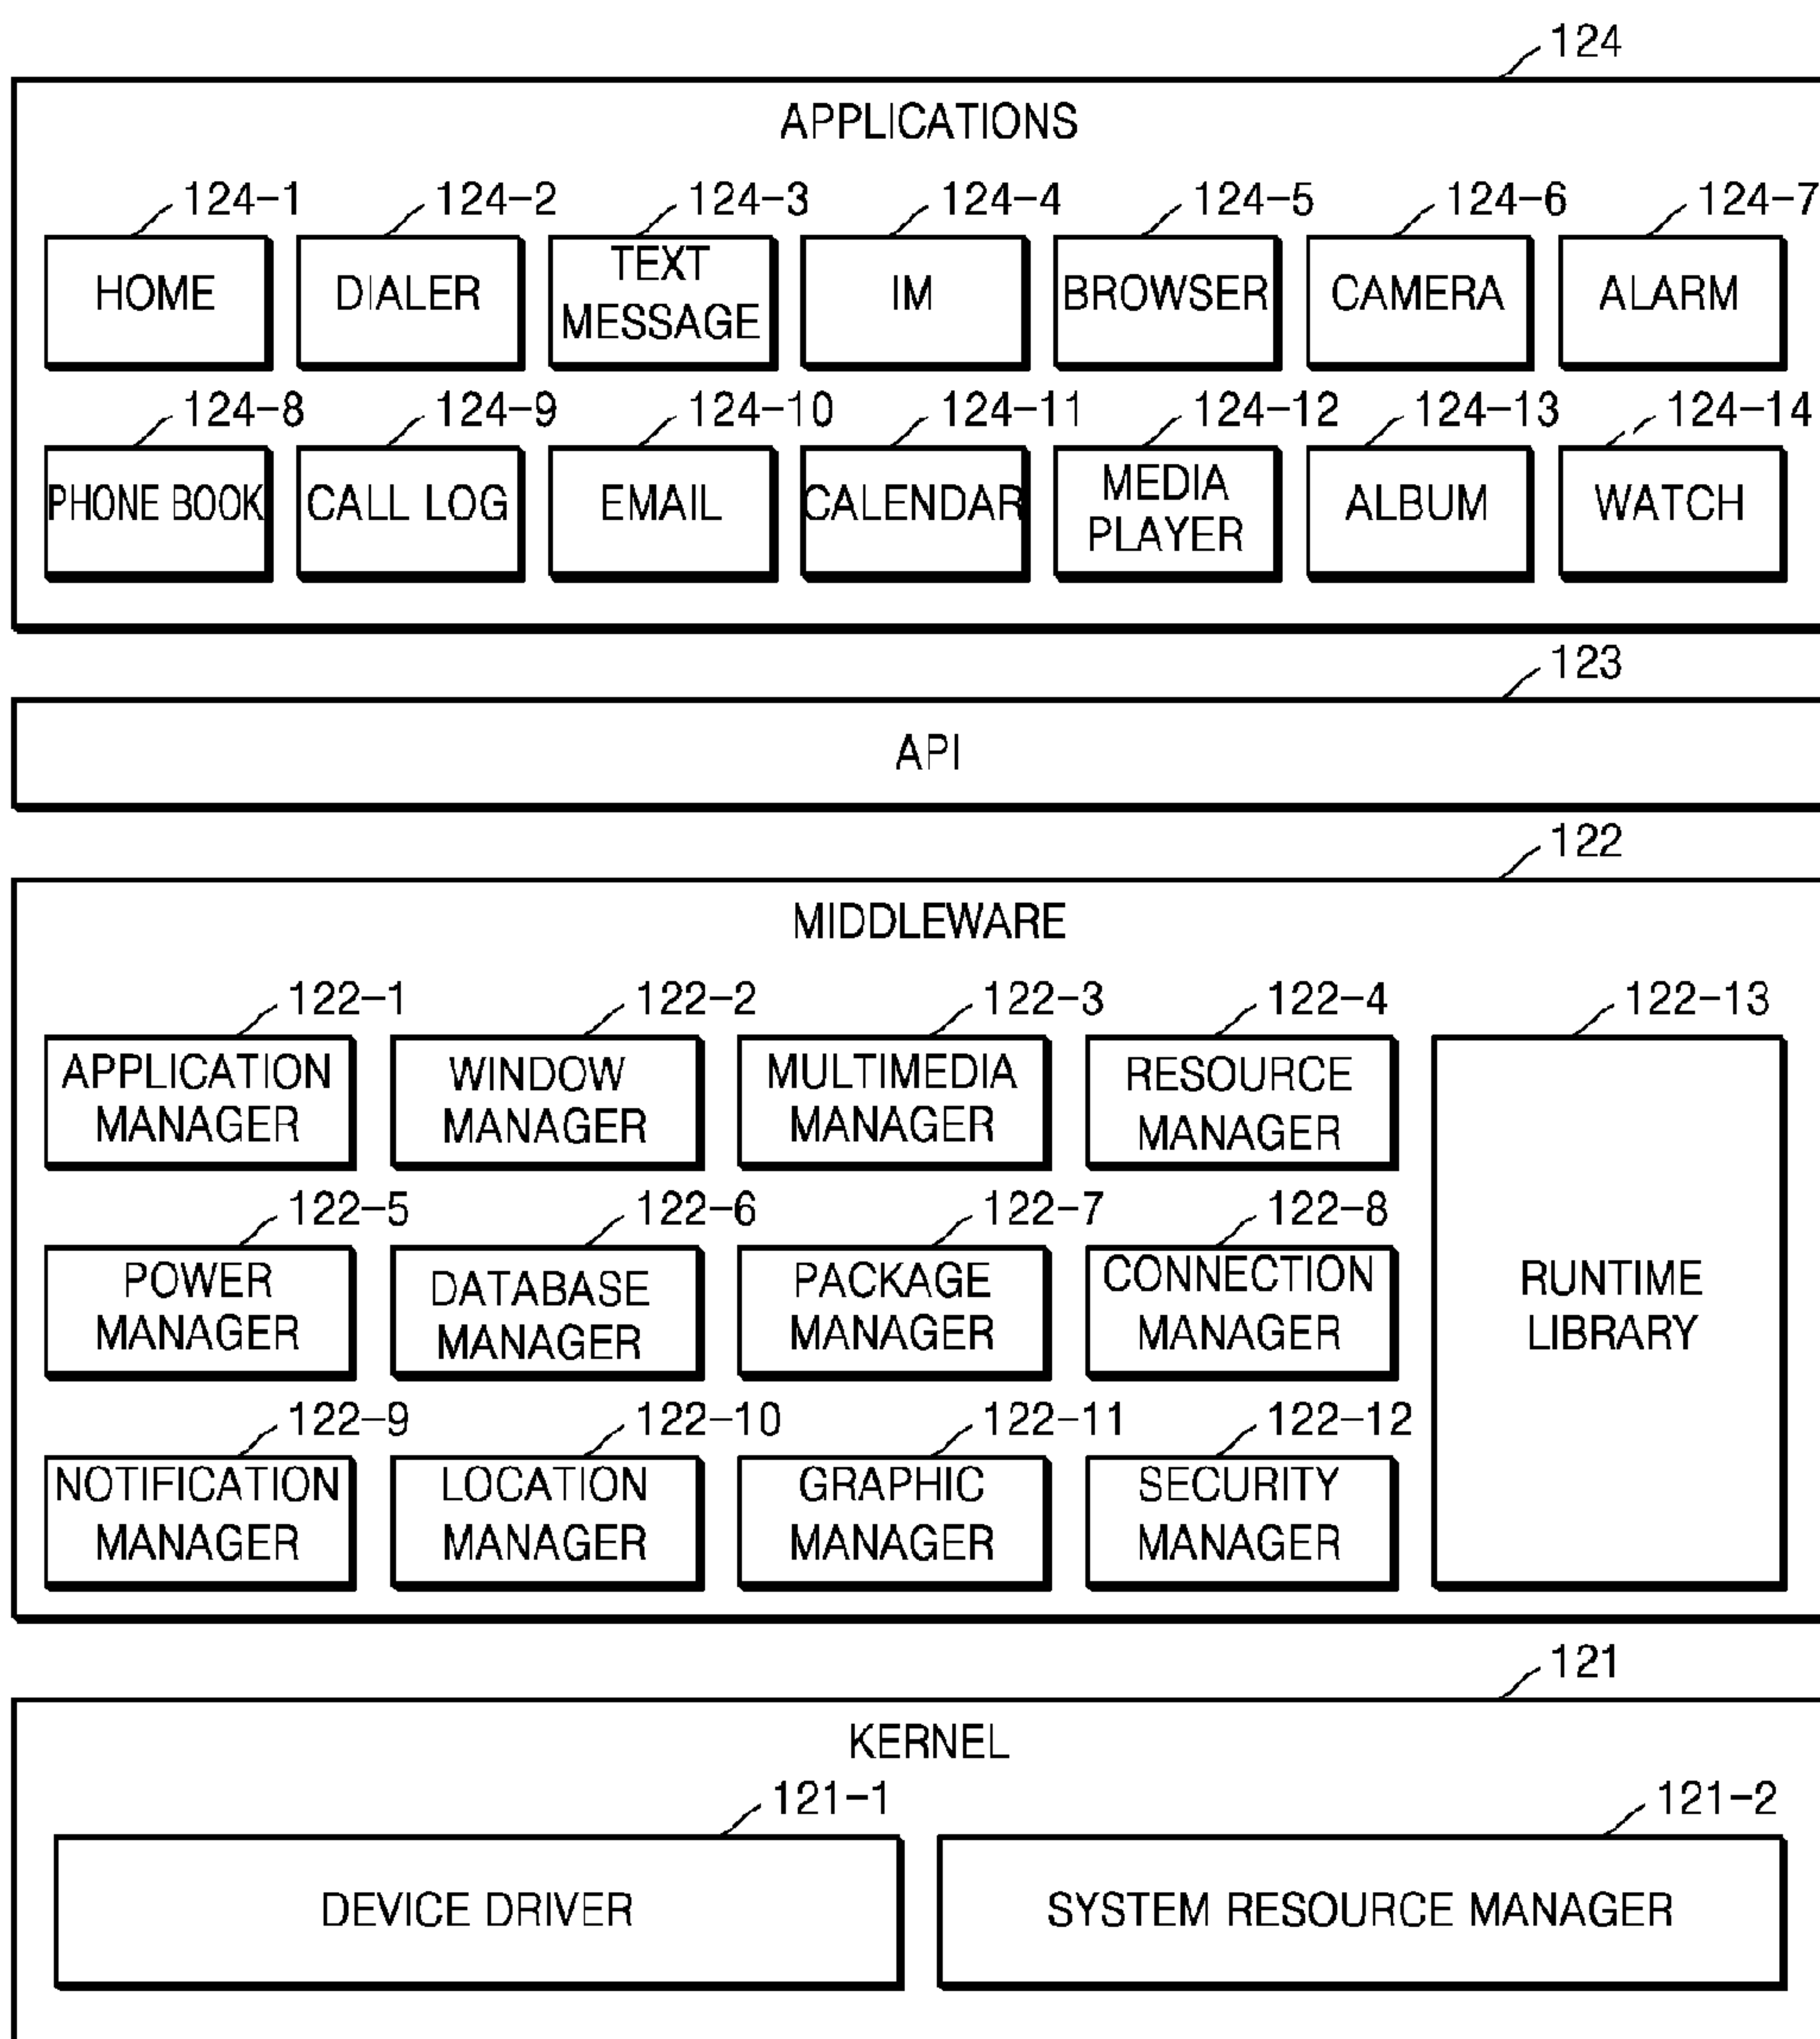 124
APPLICATIONS
124-1 124-2 124-3 124-4 124-5 124-6 124-7
HOME DIALER TEXT MESSAGE IM BROWSER CAMERA ALARM
124-8 124-9 124-10 124-11 124-12 124-13 124-14
PHONE BOOK CALL LOG EMAIL CALENDAR MEDIA PLAYER ALBUM WATCH
123
API
122
MIDDLEWARE
122-1 122-2 122-3 122-4 122-13
APPLICATION MANAGER WINDOW MANAGER MULTIMEDIA MANAGER RESOURCE MANAGER
122-5 122-6 122-7 122-8
POWER MANAGER DATABASE MANAGER PACKAGE MANAGER CONNECTION MANAGER RUNTIME LIBRARY
122-9 122-10 122-11 122-12
NOTIFICATION MANAGER LOCATION MANAGER GRAPHIC MANAGER SECURITY MANAGER
121
KERNEL
121-1 121-2
DEVICE DRIVER SYSTEM RESOURCE MANAGER